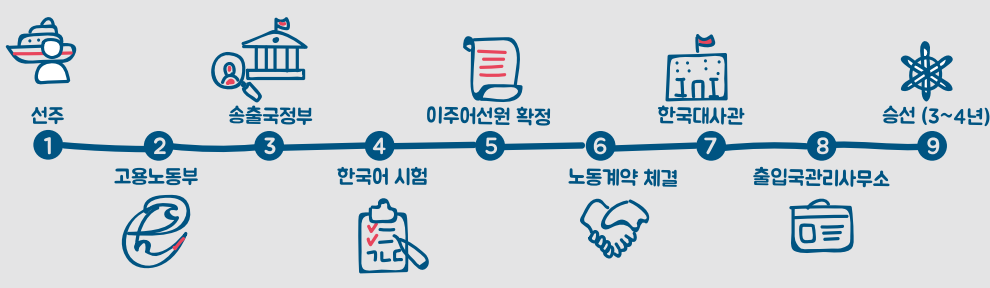 선주
1
2
고용노동부
송출국정부
3
4
한국어 시험
ㄱㄴㄷ
이주어선원 확정
5
6
노동계약 체결
한국대사관
7
8
출입국관리사무소
승선 (3~4년)
9